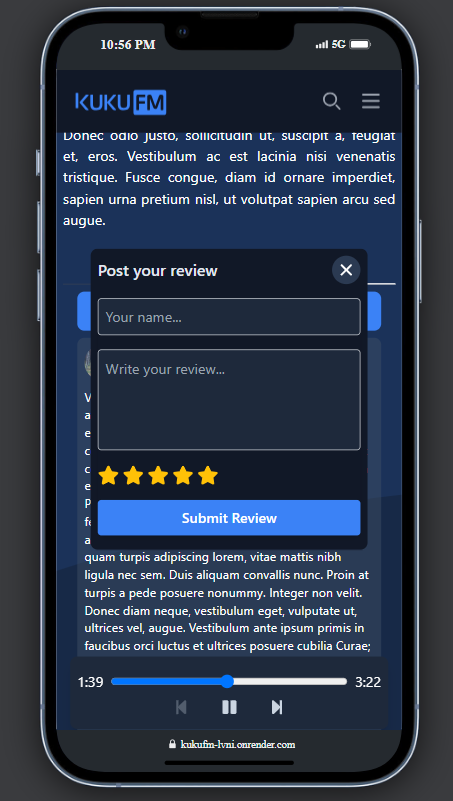 10:56 PM
5G
KUKU FM
Donec odio justo, sollicitudin ut, suscipit a, feugiat
et, eros. Vestibulum ac est lacinia nisi venenatis
tristique. Fusce congue, diam id ornare imperdiet,
sapien urna pretium nisl, ut volutpat sapien arcu sed
augue.
Post your review
Your name...
Write your review...
Submit Review
quam turpis adipiscing lorem, vitae mattis nibh
ligula nec sem. Duis aliquam convallis nunc. Proin at
turpis a pede posuere nonummy. Integer non velit.
Donec diam neque, vestibulum eget, vulputate ut,
ultrices vel, augue. Vestibulum ante ipsum primis in
faucibus orci luctus et ultrices posuere cubilia Curae;
1:39
3:22
kukufm-lvni.onrender.com